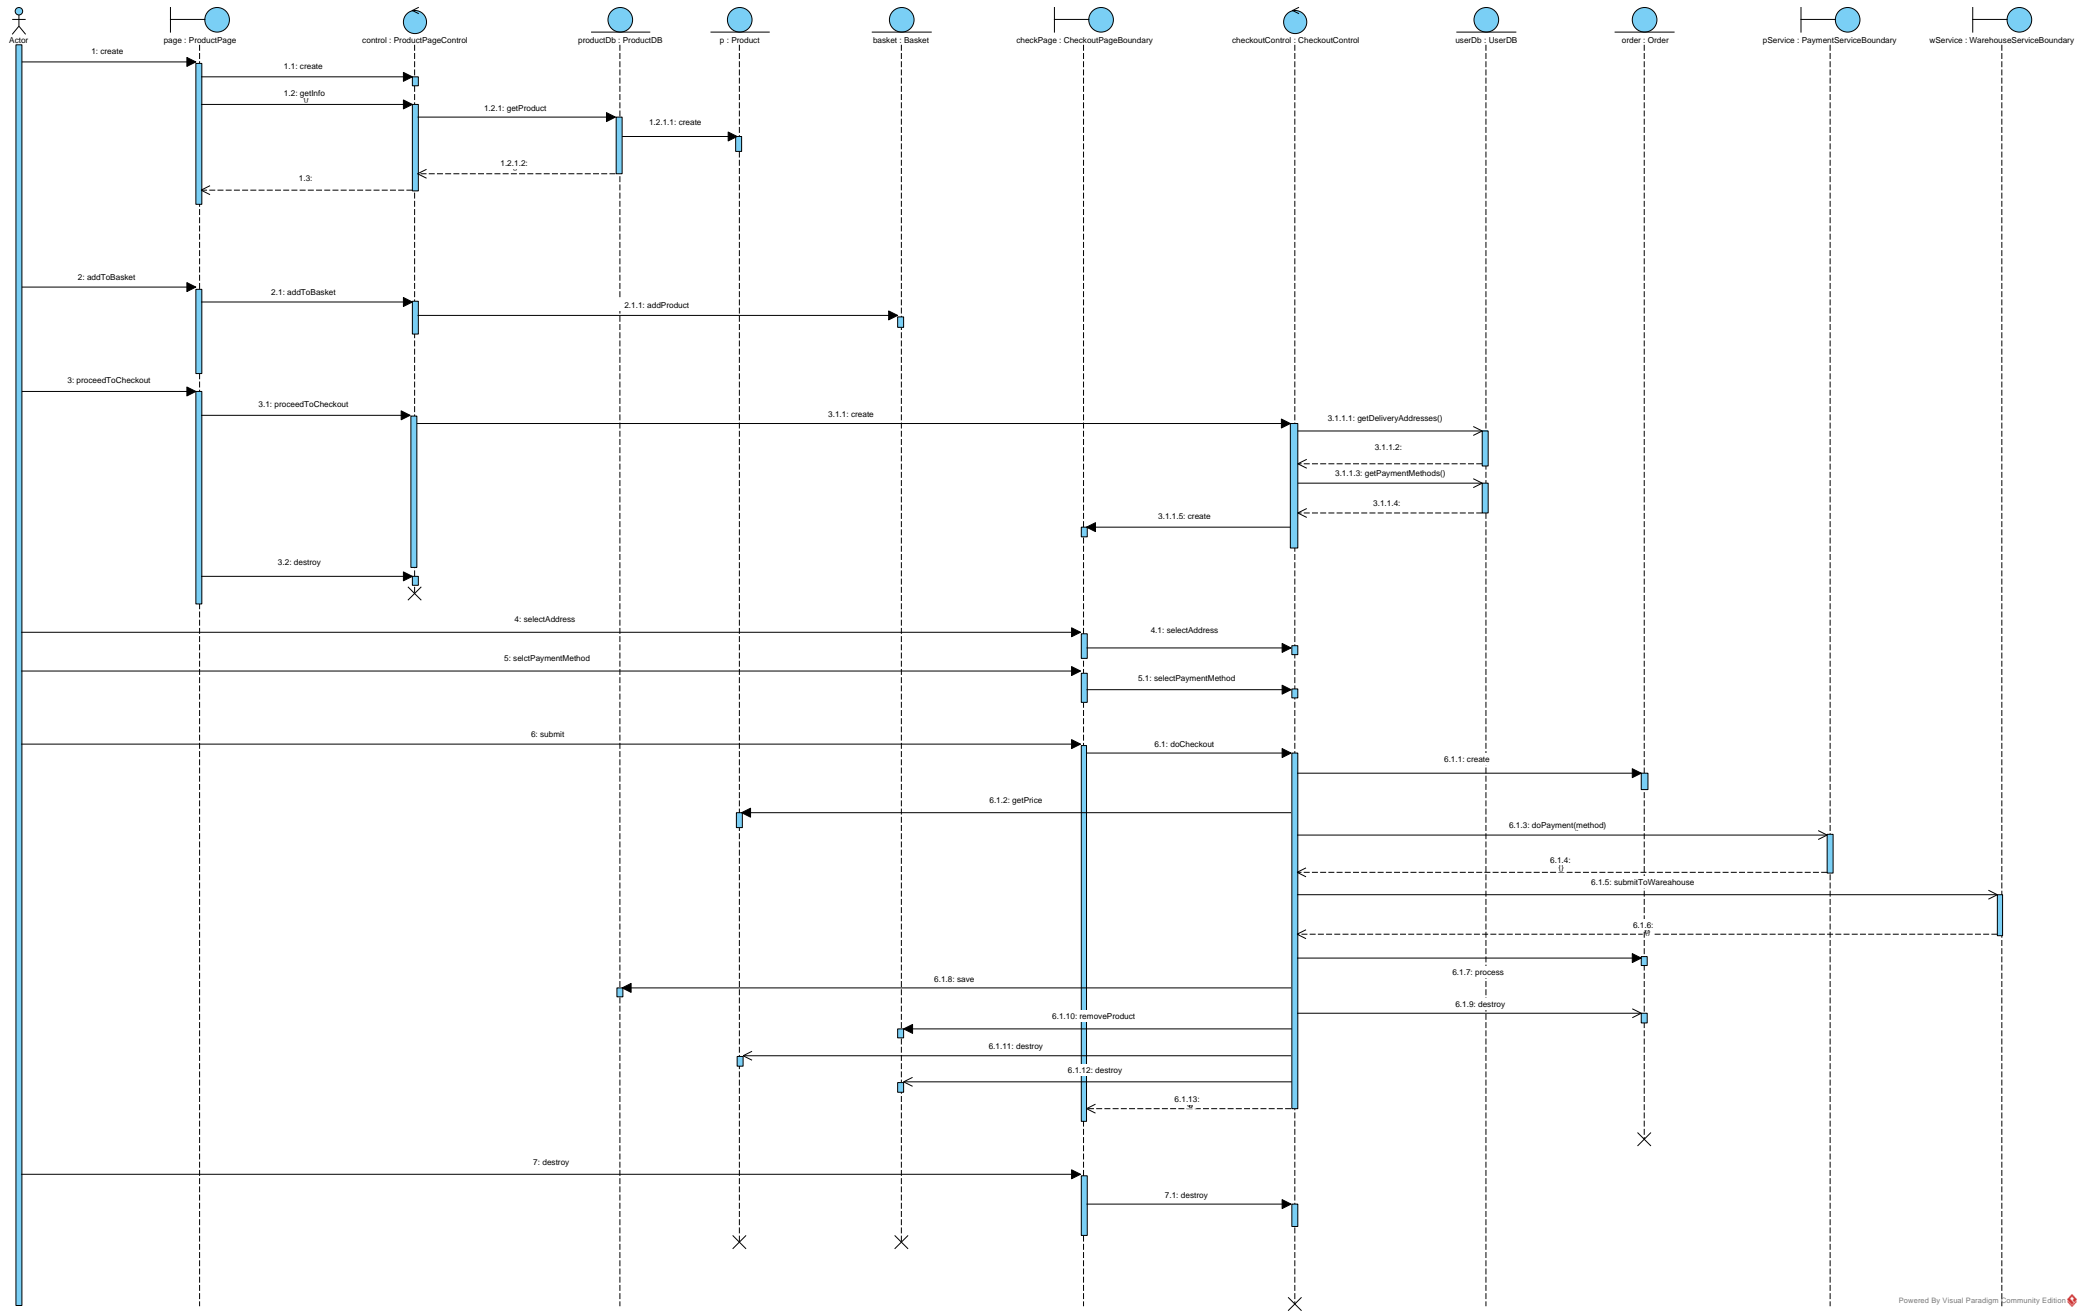 Actor
page : ProductPage
control : ProductPageControl
productDb : ProductDB
p : Product
basket : Basket
checkPage : CheckoutPageBoundary
checkoutControl : CheckoutControl
userDb : UserDB
order : Order
pService : PaymentServiceBoundary
wService : WarehouseServiceBoundary
1: create
1.1: create
1.2: getInfo
1.2.1: getProduct
1.2.1.1: create
1.2.1.2:
1.3:
2: addToBasket
2.1: addToBasket
2.1.1: addProduct
3: proceedToCheckout
3.1: proceedToCheckout
3.1.1: create
3.1.1.1: getDeliveryAddresses()
3.1.1.2:
3.1.1.3: getPaymentMethods()
3.1.1.4:
3.1.1.5: create
3.2: destroy
4: selectAddress
4.1: selectAddress
5: selctPaymentMethod
5.1: selectPaymentMethod
6: submit
6.1: doCheckout
6.1.1: create
6.1.2: getPrice
6.1.3: doPayment(method)
6.1.4:
6.1.5: submitToWareahouse
6.1.6:
6.1.7: process
6.1.8: save
6.1.9: destroy
6.1.10: removeProduct
6.1.11: destroy
6.1.12: destroy
6.1.13:
7: destroy
7.1: destroy
Powered By Visual Paradigm Community Edition